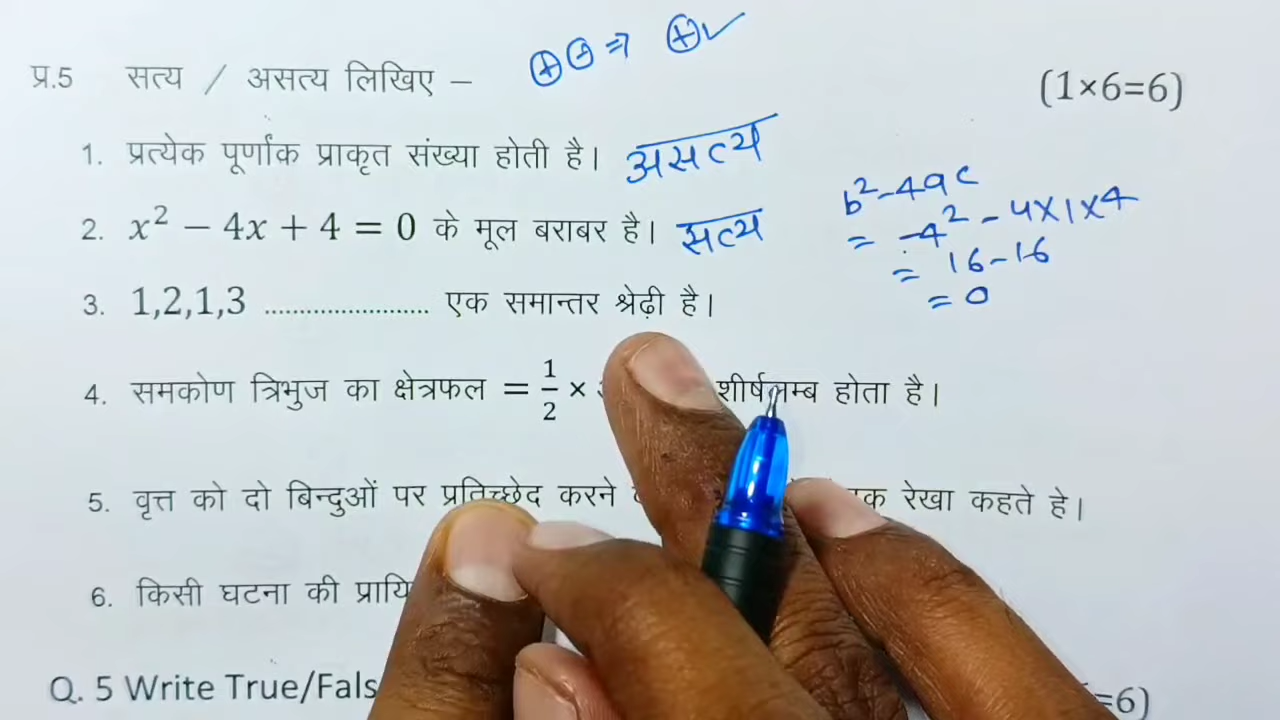 ⊕ ⊖ ⇒ ⊕ ✓
प्र.5 सत्य / असत्य लिखिए – (1×6=6)
1. प्रत्येक पूर्णांक प्राकृत संख्या होती है। असत्य
2. x² − 4x + 4 = 0 के मूल बराबर है। सत्य
b²-4ac
= -4² - 4×1×4
= 16-16
= 0
3. 1,2,1,3 ........................ एक समान्तर श्रेढ़ी है।
4. समकोण त्रिभुज का क्षेत्रफल = 1/2 × शीर्षलम्ब होता है।
5. वृत्त को दो बिन्दुओं पर प्रतिच्छेद करने रेखा कहते हे।
6. किसी घटना की
Q. 5 Write =6)